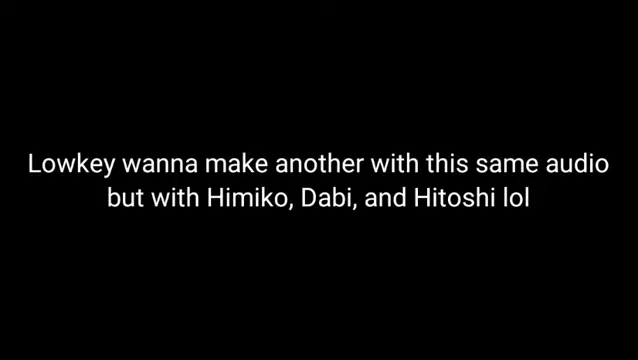 Lowkey wanna make another with this same audio
but with Himiko, Dabi, and Hitoshi lol